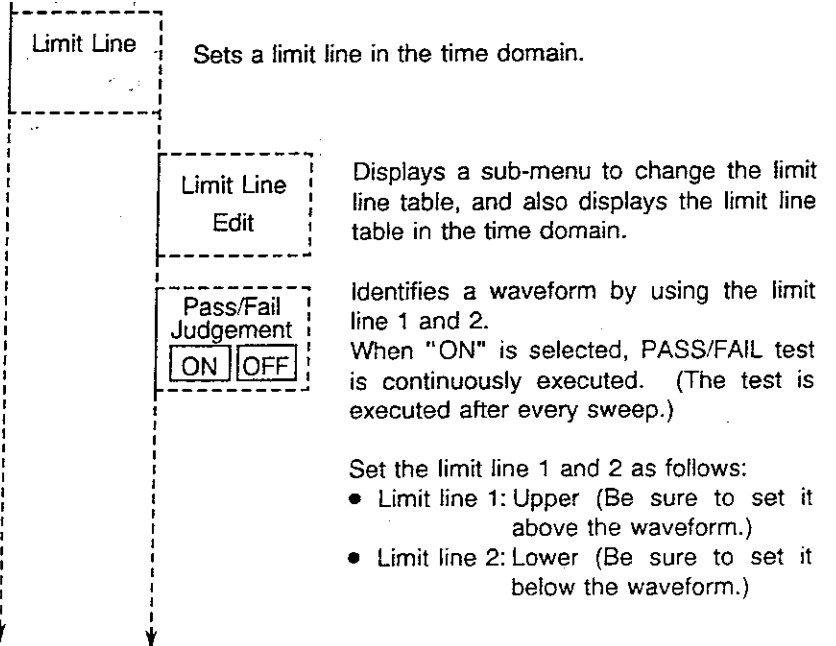 Limit Line
Sets a limit line in the time domain.
Limit Line
Edit
Displays a sub-menu to change the limit
line table, and also displays the limit line
table in the time domain.
Pass/Fail
Judgement
ON OFF
Identifies a waveform by using the limit
line 1 and 2.
When "ON" is selected, PASS/FAIL test
is continuously executed. (The test is
executed after every sweep.)
Set the limit line 1 and 2 as follows:
● Limit line 1: Upper (Be sure to set it
above the waveform.)
● Limit line 2: Lower (Be sure to set it
below the waveform.)